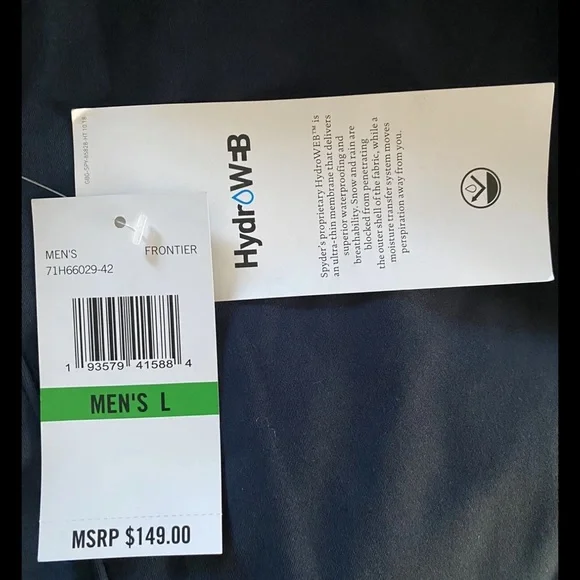 MEN'S FRONTIER
71H66029-42
1 93579 41588 4
MEN'S L
MSRP $149.00
HydroWEB
Spyder's proprietary HydroWEB™ is
an ultra-thin membrane that delivers
superior waterproofing and
breathability. Snow and rain are
blocked from penetrating
the outer shell of the fabric, while a
moisture transfer system moves
perspiration away from you.